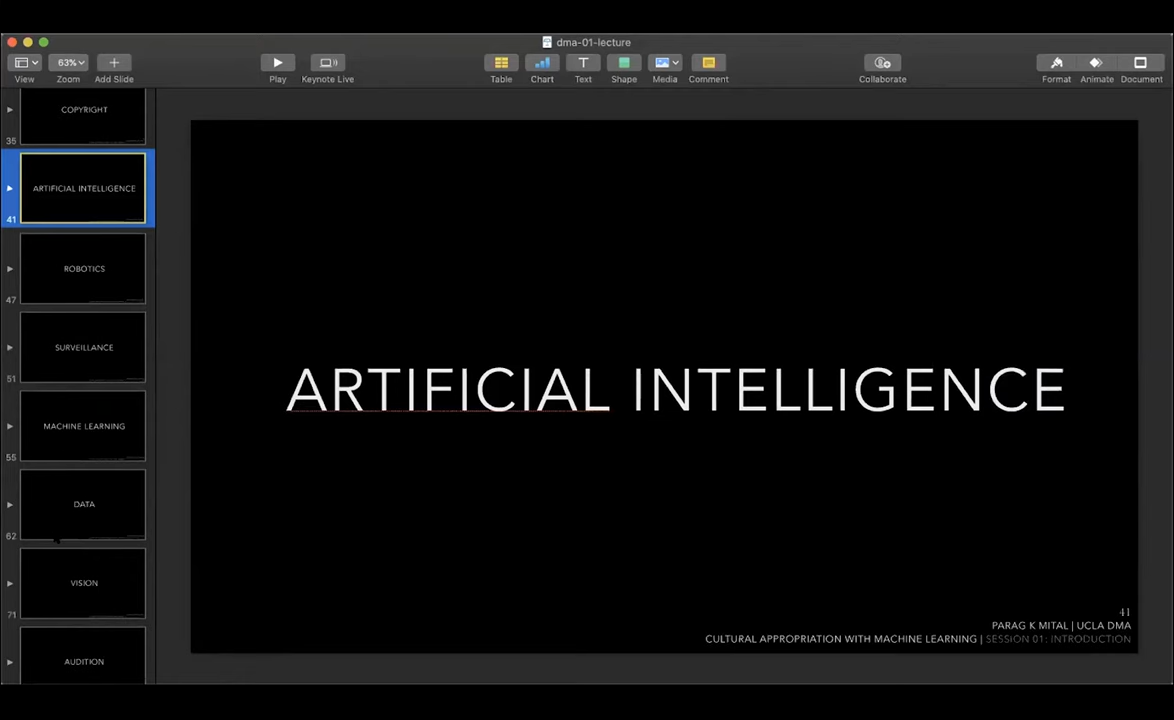 dma-01-lecture
63%
View
Zoom
Add Slide
Play
Keynote Live
Table
Chart
Text
Shape
Media
Comment
Collaborate
Format
Animate
Document
COPYRIGHT
35
ARTIFICIAL INTELLIGENCE
41
ROBOTICS
47
SURVEILLANCE
51
MACHINE LEARNING
55
DATA
62
VISION
71
AUDITION
ARTIFICIAL INTELLIGENCE
41
PARAG K MITAL | UCLA DMA
CULTURAL APPROPRIATION WITH MACHINE LEARNING | SESSION 01: INTRODUCTION